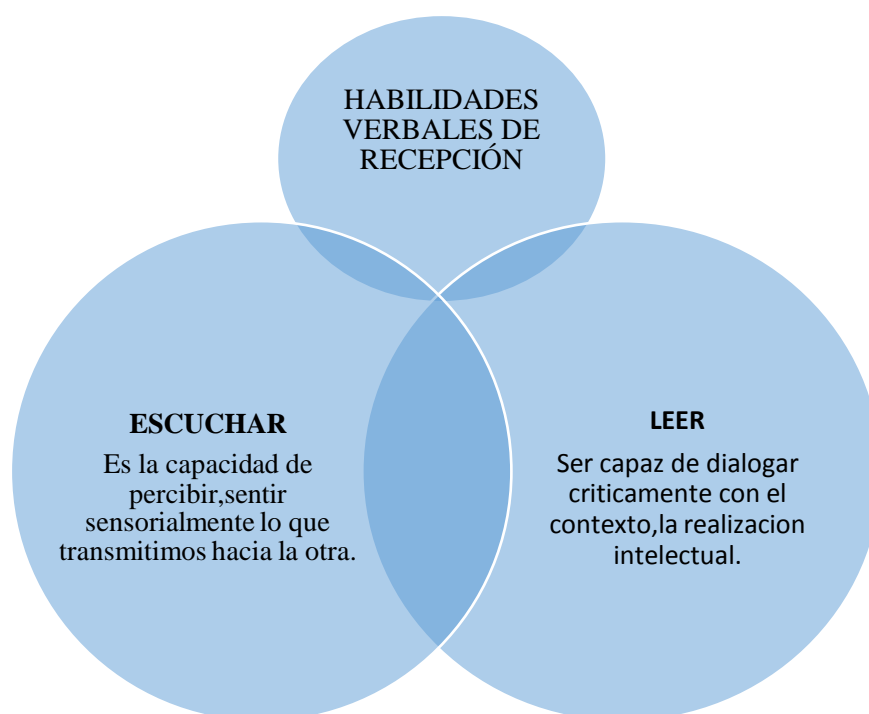 HABILIDADES
VERBALES DE
RECEPCIÓN
ESCUCHAR
Es la capacidad de
percibir,sentir
sensorialmente lo que
transmitimos hacia la otra.
LEER
Ser capaz de dialogar
criticamente con el
contexto,la realizacion
intelectual.